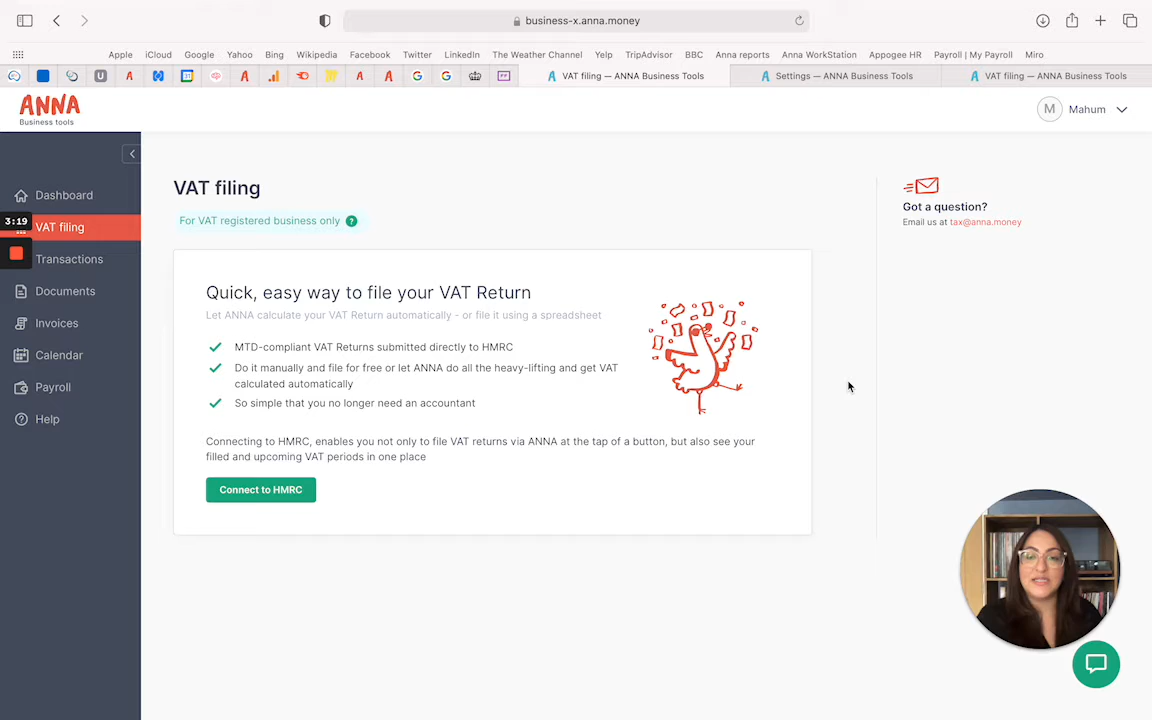 business-x.anna.money
Apple iCloud Google Yahoo Bing Wikipedia Facebook Twitter LinkedIn The Weather Channel Yelp TripAdvisor BBC Anna reports Anna WorkStation Appogee HR Payroll | My Payroll Miro
VAT filing — ANNA Business Tools
Settings — ANNA Business Tools
VAT filing — ANNA Business Tools
ANNA
Business tools
M Mahum
Dashboard
3:19
VAT filing
Transactions
Documents
Invoices
Calendar
Payroll
Help
VAT filing
For VAT registered business only ?
Quick, easy way to file your VAT Return
Let ANNA calculate your VAT Return automatically - or file it using a spreadsheet
MTD-compliant VAT Returns submitted directly to HMRC
Do it manually and file for free or let ANNA do all the heavy-lifting and get VAT
calculated automatically
So simple that you no longer need an accountant
Connecting to HMRC, enables you not only to file VAT returns via ANNA at the tap of a button, but also see your
filled and upcoming VAT periods in one place
Connect to HMRC
Got a question?
Email us at tax@anna.money